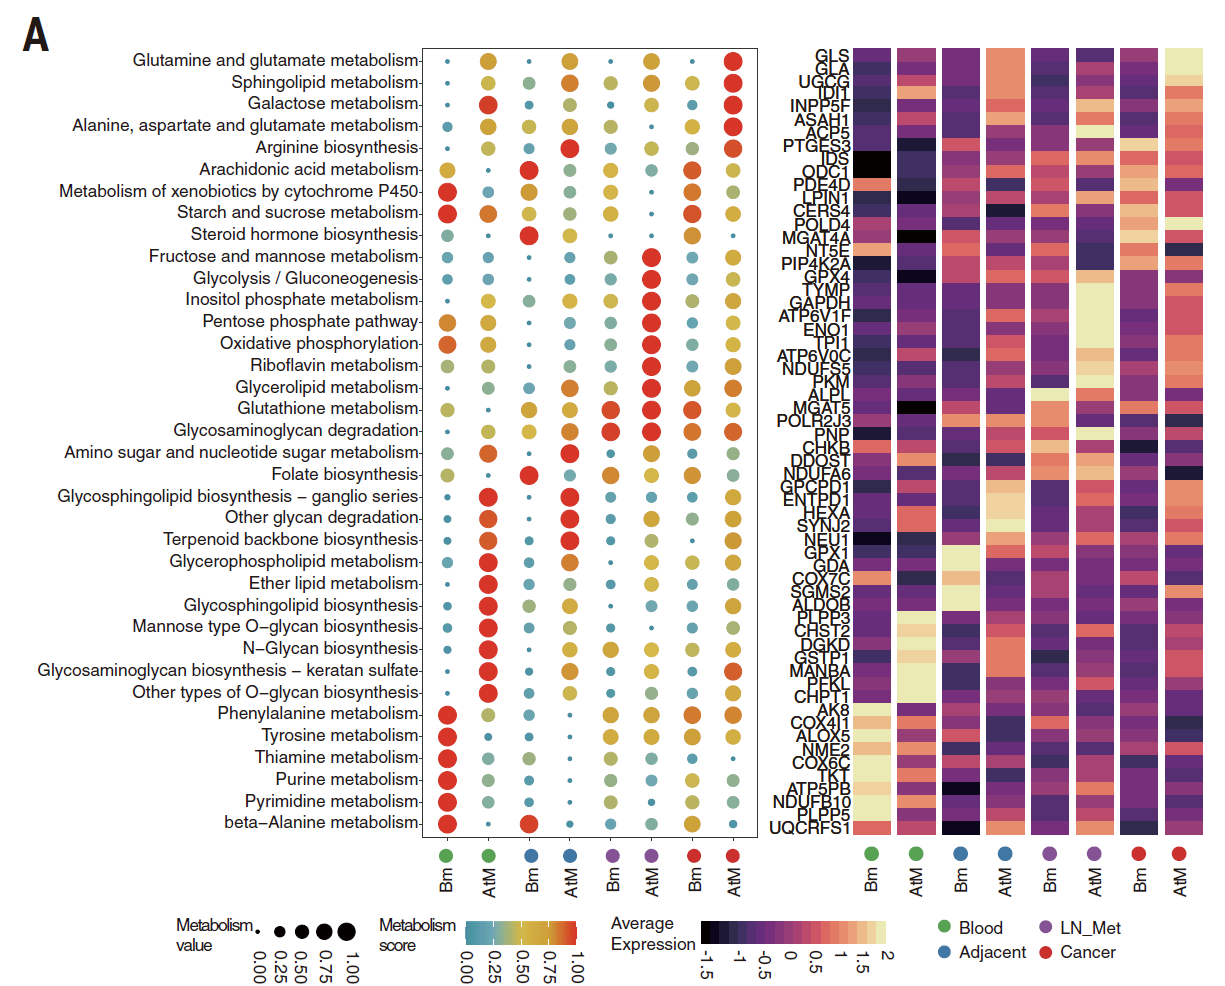 A
Glutamine and glutamate metabolism
Sphingolipid metabolism
Galactose metabolism
Alanine, aspartate and glutamate metabolism
Arginine biosynthesis
Arachidonic acid metabolism
Metabolism of xenobiotics by cytochrome P450
Starch and sucrose metabolism
Steroid hormone biosynthesis
Fructose and mannose metabolism
Glycolysis / Gluconeogenesis
Inositol phosphate metabolism
Pentose phosphate pathway
Oxidative phosphorylation
Riboflavin metabolism
Glycerolipid metabolism
Glutathione metabolism
Glycosaminoglycan degradation
Amino sugar and nucleotide sugar metabolism
Folate biosynthesis
Glycosphingolipid biosynthesis − ganglio series
Other glycan degradation
Terpenoid backbone biosynthesis
Glycerophospholipid metabolism
Ether lipid metabolism
Glycosphingolipid biosynthesis
Mannose type O−glycan biosynthesis
N−Glycan biosynthesis
Glycosaminoglycan biosynthesis − keratan sulfate
Other types of O−glycan biosynthesis
Phenylalanine metabolism
Tyrosine metabolism
Thiamine metabolism
Purine metabolism
Pyrimidine metabolism
beta−Alanine metabolism
Bm AtM Bm AtM Bm AtM Bm AtM
GLS
GLA
UGCG
IDI1
INPP5F
ASAH1
ACP5
PTGES3
IDS
ODC1
PDE4D
LPIN1
CERS4
POLD4
MGAT4A
NT5E
PIP4K2A
GPX4
TYMP
GAPDH
ATP6V1F
ENO1
TPI1
ATP6V0C
NDUFS5
PKM
ALPL
MGAT5
POLR2J3
PNP
CHKB
DDOST
NDUFA6
GPCPD1
ENTPD1
HEXA
SYNJ2
NEU1
GPX1
GDA
COX7C
SGMS2
ALDOB
PLPP3
CHST2
DGKD
GSTP1
MANBA
PFKL
CHPT1
AK8
COX4I1
ALOX5
NME2
COX6C
TKT
ATP5PB
NDUFB10
PLPP5
UQCRFS1
Bm AtM Bm AtM Bm AtM Bm AtM
Metabolism
value
0.00 0.25 0.50 0.75 1.00
Metabolism
score
0.00 0.25 0.50 0.75 1.00
Average
Expression
-1.5 -1 -0.5 0 0.5 1 1.5 2
Blood
LN_Met
Adjacent
Cancer